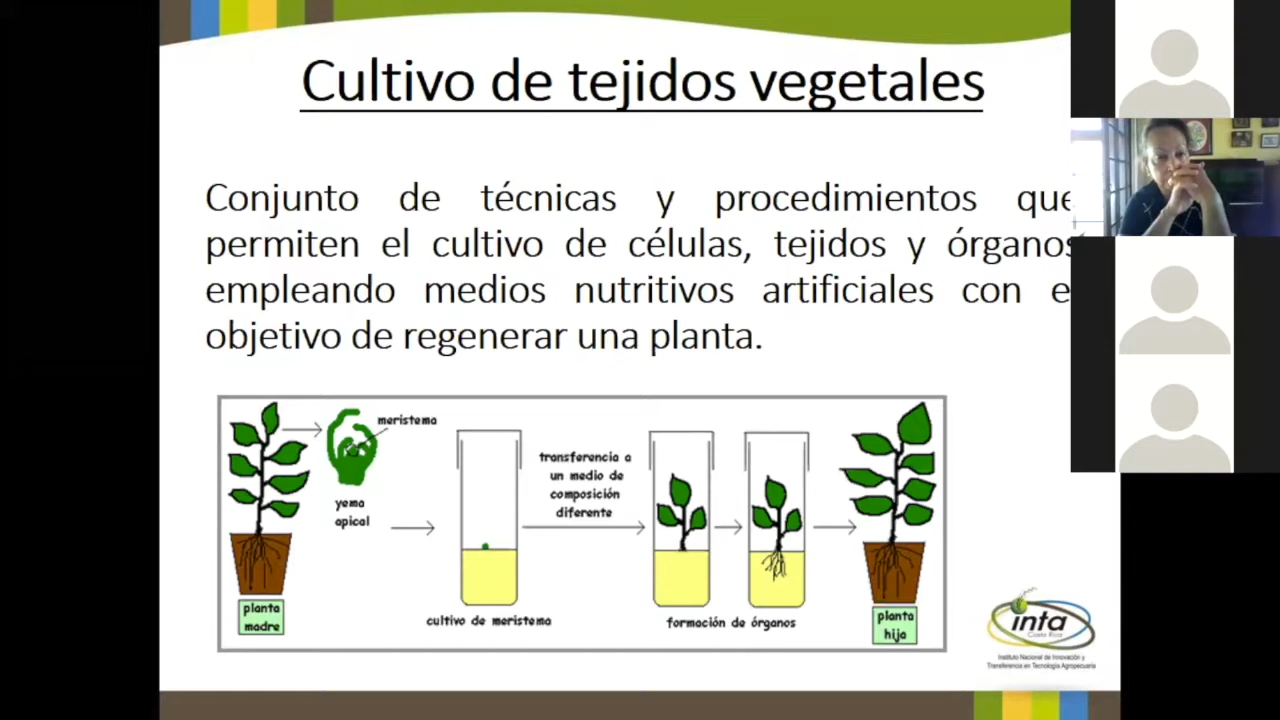 Cultivo de tejidos vegetales
Conjunto de técnicas y procedimientos que
permiten el cultivo de células, tejidos y órganos
empleando medios nutritivos artificiales con e
objetivo de regenerar una planta.
meristema
yema
apical
transferencia a
un medio de
composición
diferente
cultivo de meristema
formación de órganos
planta
madre
planta
hija
inta
Costa Rica
Instituto Nacional de Innovación y
Transferencia en Tecnología Agropecuaria